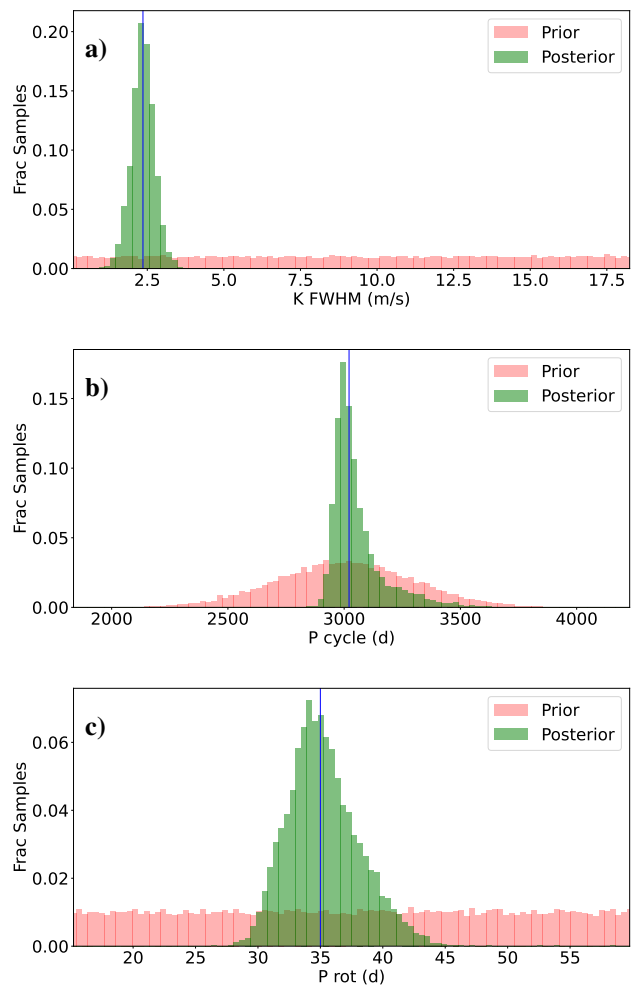 a)
Prior
Posterior
Frac Samples
0.20
0.15
0.10
0.05
0.00
2.5 5.0 7.5 10.0 12.5 15.0 17.5
K FWHM (m/s)
b)
Prior
Posterior
Frac Samples
0.15
0.10
0.05
0.00
2000 2500 3000 3500 4000
P cycle (d)
c)
Prior
Posterior
Frac Samples
0.06
0.04
0.02
0.00
20 25 30 35 40 45 50 55
P rot (d)